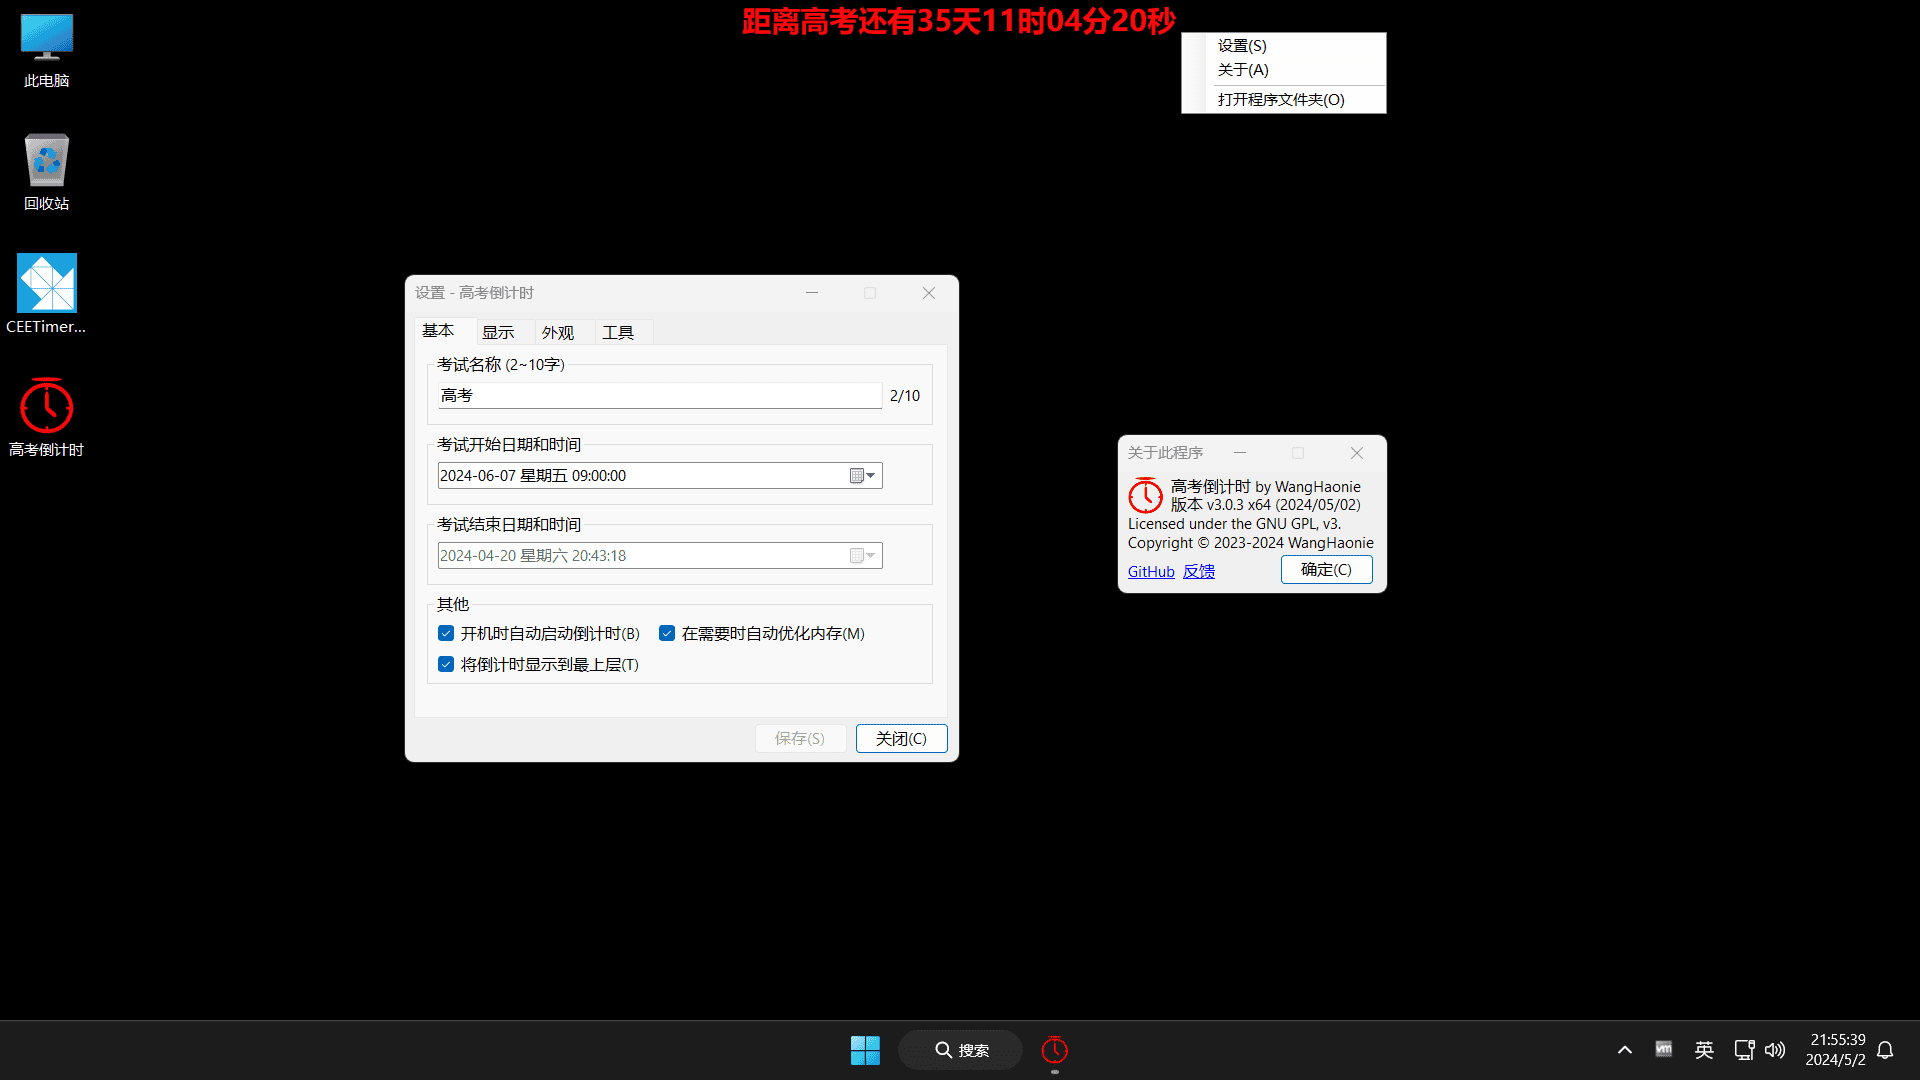 距离高考还有35天11时04分20秒
设置(S)
关于(A)
打开程序文件夹(O)
此电脑
回收站
CEETimer...
高考倒计时
设置 - 高考倒计时
基本 显示 外观 工具
考试名称 (2~10字)
高考 2/10
考试开始日期和时间
2024-06-07 星期五 09:00:00
考试结束日期和时间
2024-04-20 星期六 20:43:18
其他
开机时自动启动倒计时(B) 在需要时自动优化内存(M)
将倒计时显示到最上层(T)
保存(S) 关闭(C)
关于此程序
高考倒计时 by WangHaonie
版本 v3.0.3 x64 (2024/05/02)
Licensed under the GNU GPL, v3.
Copyright © 2023-2024 WangHaonie
GitHub 反馈 确定(C)
搜索
vm
英
21:55:39
2024/5/2